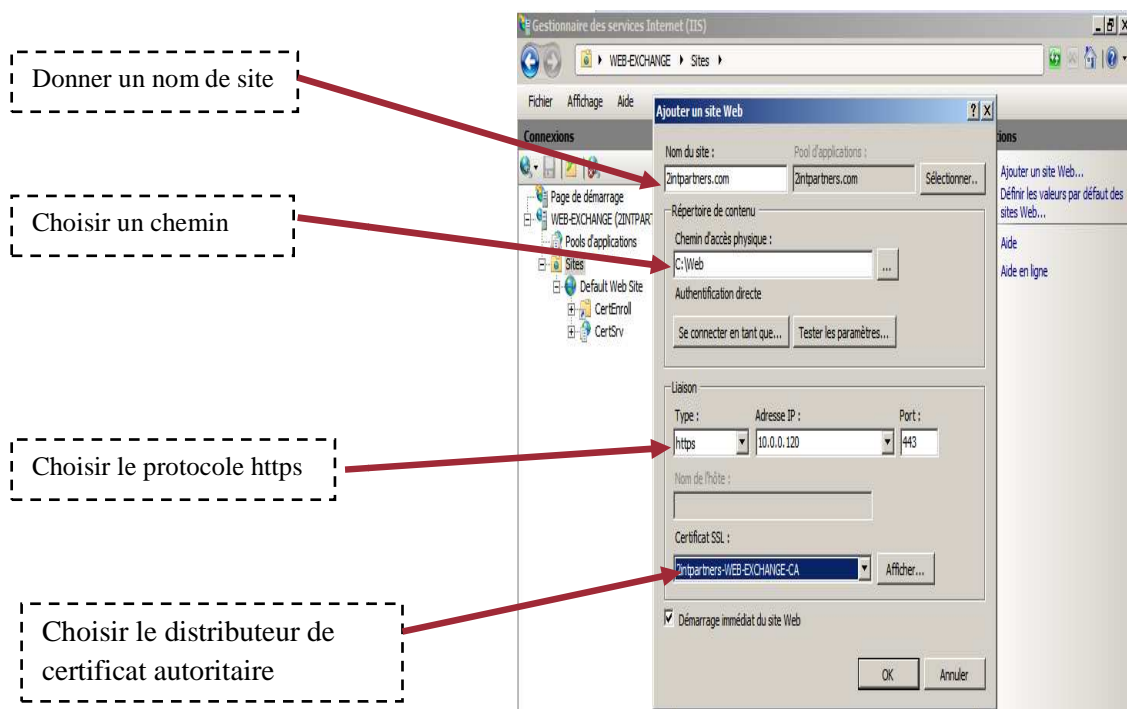 Donner un nom de site
Choisir un chemin
Choisir le protocole https
Choisir le distributeur de
certificat autoritaire
Gestionnaire des services Internet (IIS)
WEB-EXCHANGE Sites
Fichier Affichage Aide
Connexions
Page de démarrage
WEB-EXCHANGE (2INTPAR
Pools d'applications
Sites
Default Web Site
CertEnroll
CertSrv
Ajouter un site Web
Nom du site : Pool d'applications :
2intpartners.com 2intpartners.com Sélectionner..
Répertoire de contenu
Chemin d'accès physique :
C:\Web ...
Authentification directe
Se connecter en tant que... Tester les paramètres...
Liaison
Type : Adresse IP : Port :
https 10.0.0.120 443
Nom de l'hôte :
Certificat SSL :
2intpartners-WEB-EXCHANGE-CA Afficher...
Démarrage immédiat du site Web
OK Annuler
tions
Ajouter un site Web...
Définir les valeurs par défaut des
sites Web...
Aide
Aide en ligne